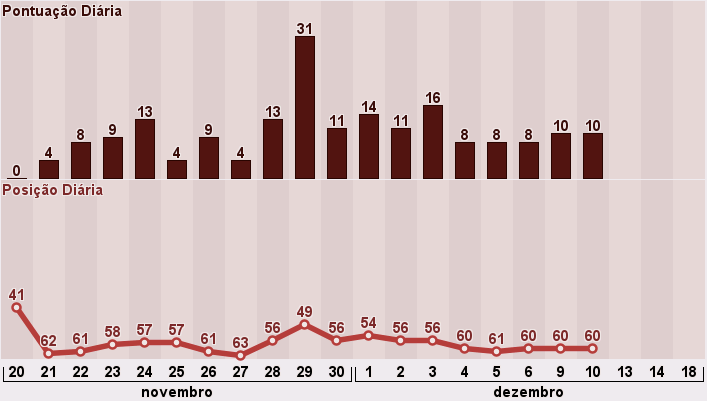 Pontuação Diária
0 4 8 9 13 4 9 4 13 31 11 14 11 16 8 8 8 10 10
Posição Diária
41 62 61 58 57 57 61 63 56 49 56 54 56 56 60 61 60 60 60
20 21 22 23 24 25 26 27 28 29 30 1 2 3 4 5 6 9 10 13 14 18
novembro dezembro